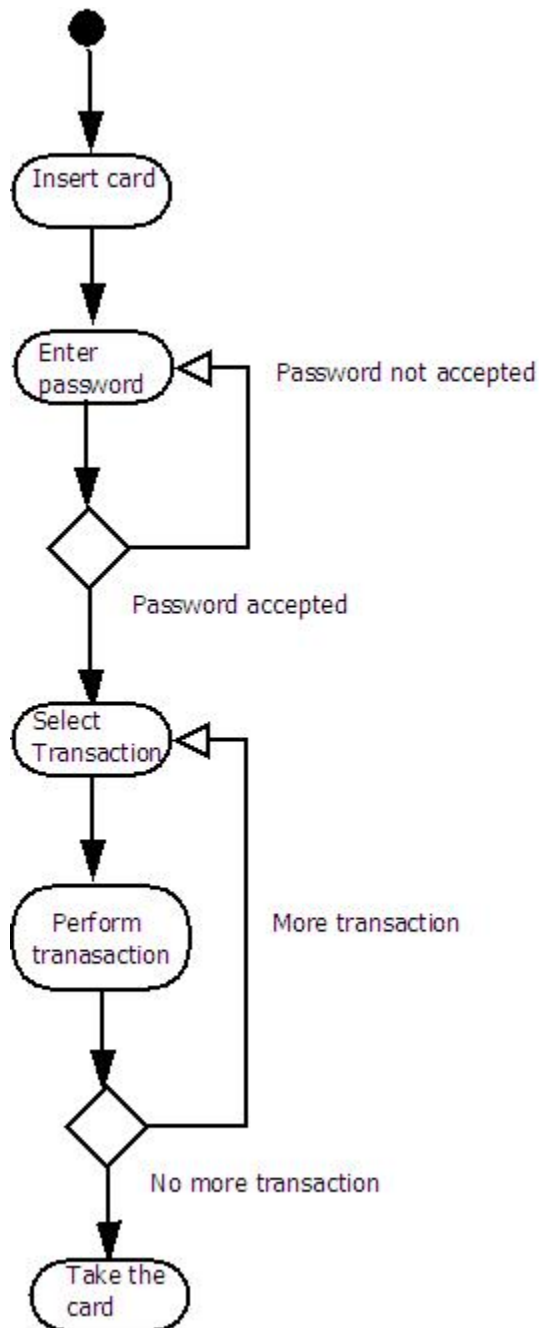 Insert card
Enter
password
Password not accepted
Password accepted
Select
Transaction
Perform
tranasaction
More transaction
No more transaction
Take the
card